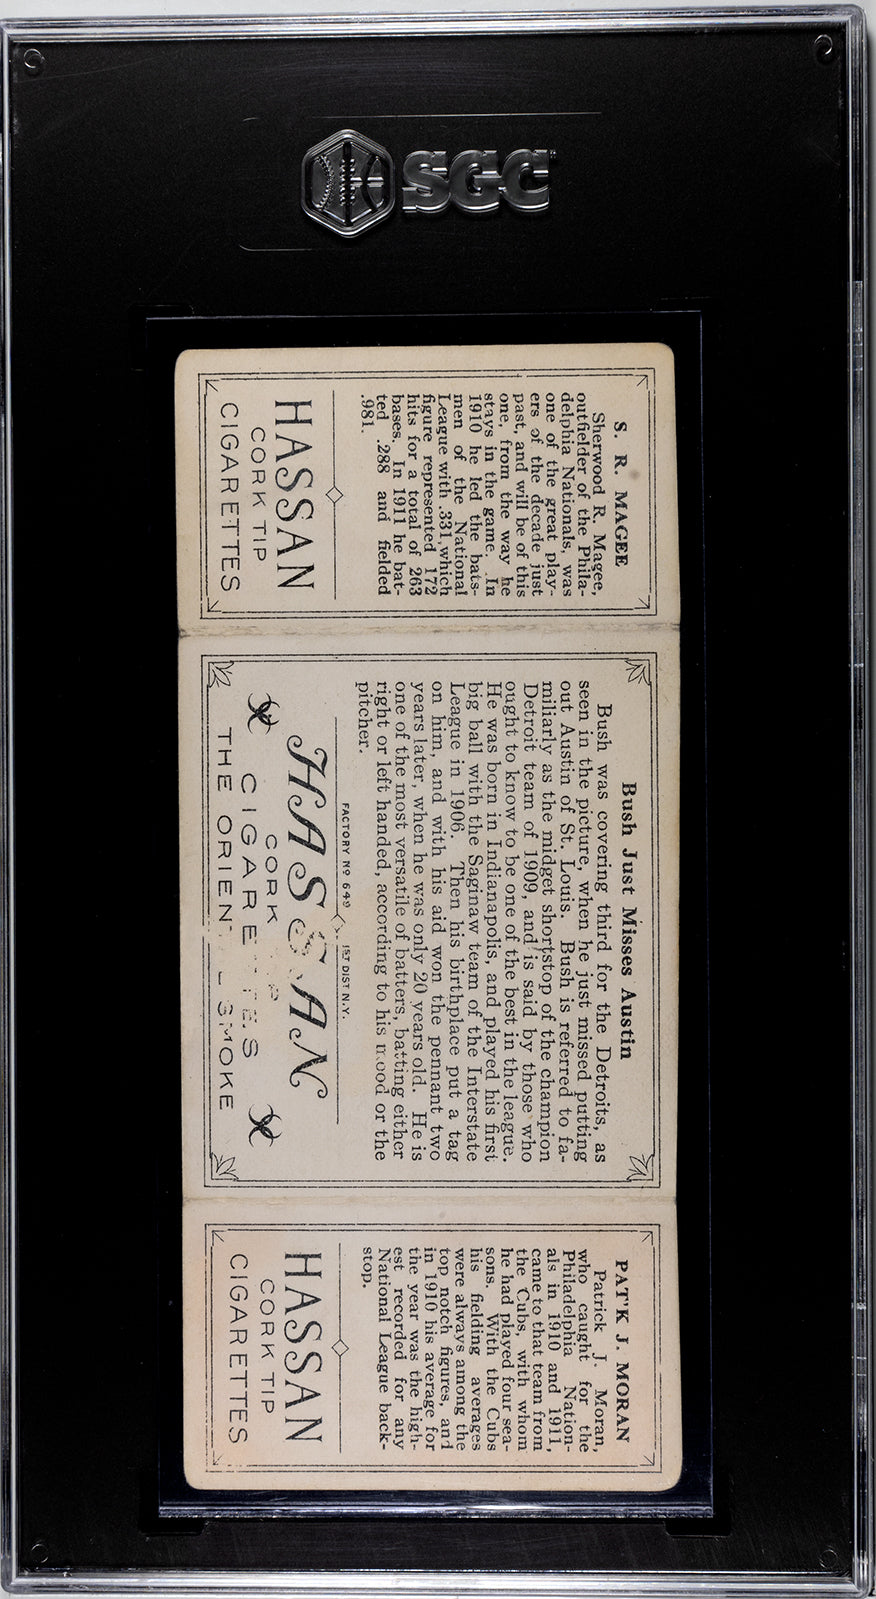 SGC
S. R. MAGEE
Sherwood R. Magee,
outfielder of the Phila-
delphia Nationals, was
one of the great play-
ers of the decade just
past, and will be of this
one, from the way he
stays in the game. In
1910 he led the bats-
men of the National
League with .331, which
figure represented 172
hits for a total of 263
bases. In 1911 he bat-
ted .288 and fielded
.981.
HASSAN
CORK TIP
CIGARETTES
Bush Just Misses Austin
Bush was covering third for the Detroits, as
seen in the picture, when he just missed putting
out Austin of St. Louis. Bush is referred to fa-
miliarly as the midget shortstop of the champion
Detroit team of 1909, and is said by those who
ought to know to be one of the best in the league.
He was born in Indianapolis, and played his first
big ball with the Saginaw team of the Interstate
League in 1906. Then his birthplace put a tag
on him, and with his aid won the pennant two
years later, when he was only 20 years old. He is
one of the most versatile of batters, batting either
right or left handed, according to his mood or the
pitcher.
FACTORY No 649 1ST DIST. N.Y.
HASSAN
CORK
CIGARETTES
THE ORIENTAL SMOKE
PAT'K J. MORAN
Patrick J. Moran,
who caught for the
Philadelphia Nation-
als in 1910 and 1911,
came to that team from
the Cubs, with whom
he had played four sea-
sons. With the Cubs
his fielding averages
were always among the
top notch figures, and
in 1910 his average for
the year was the high-
est recorded for any
National League back-
stop.
HASSAN
CORK TIP
CIGARETTES